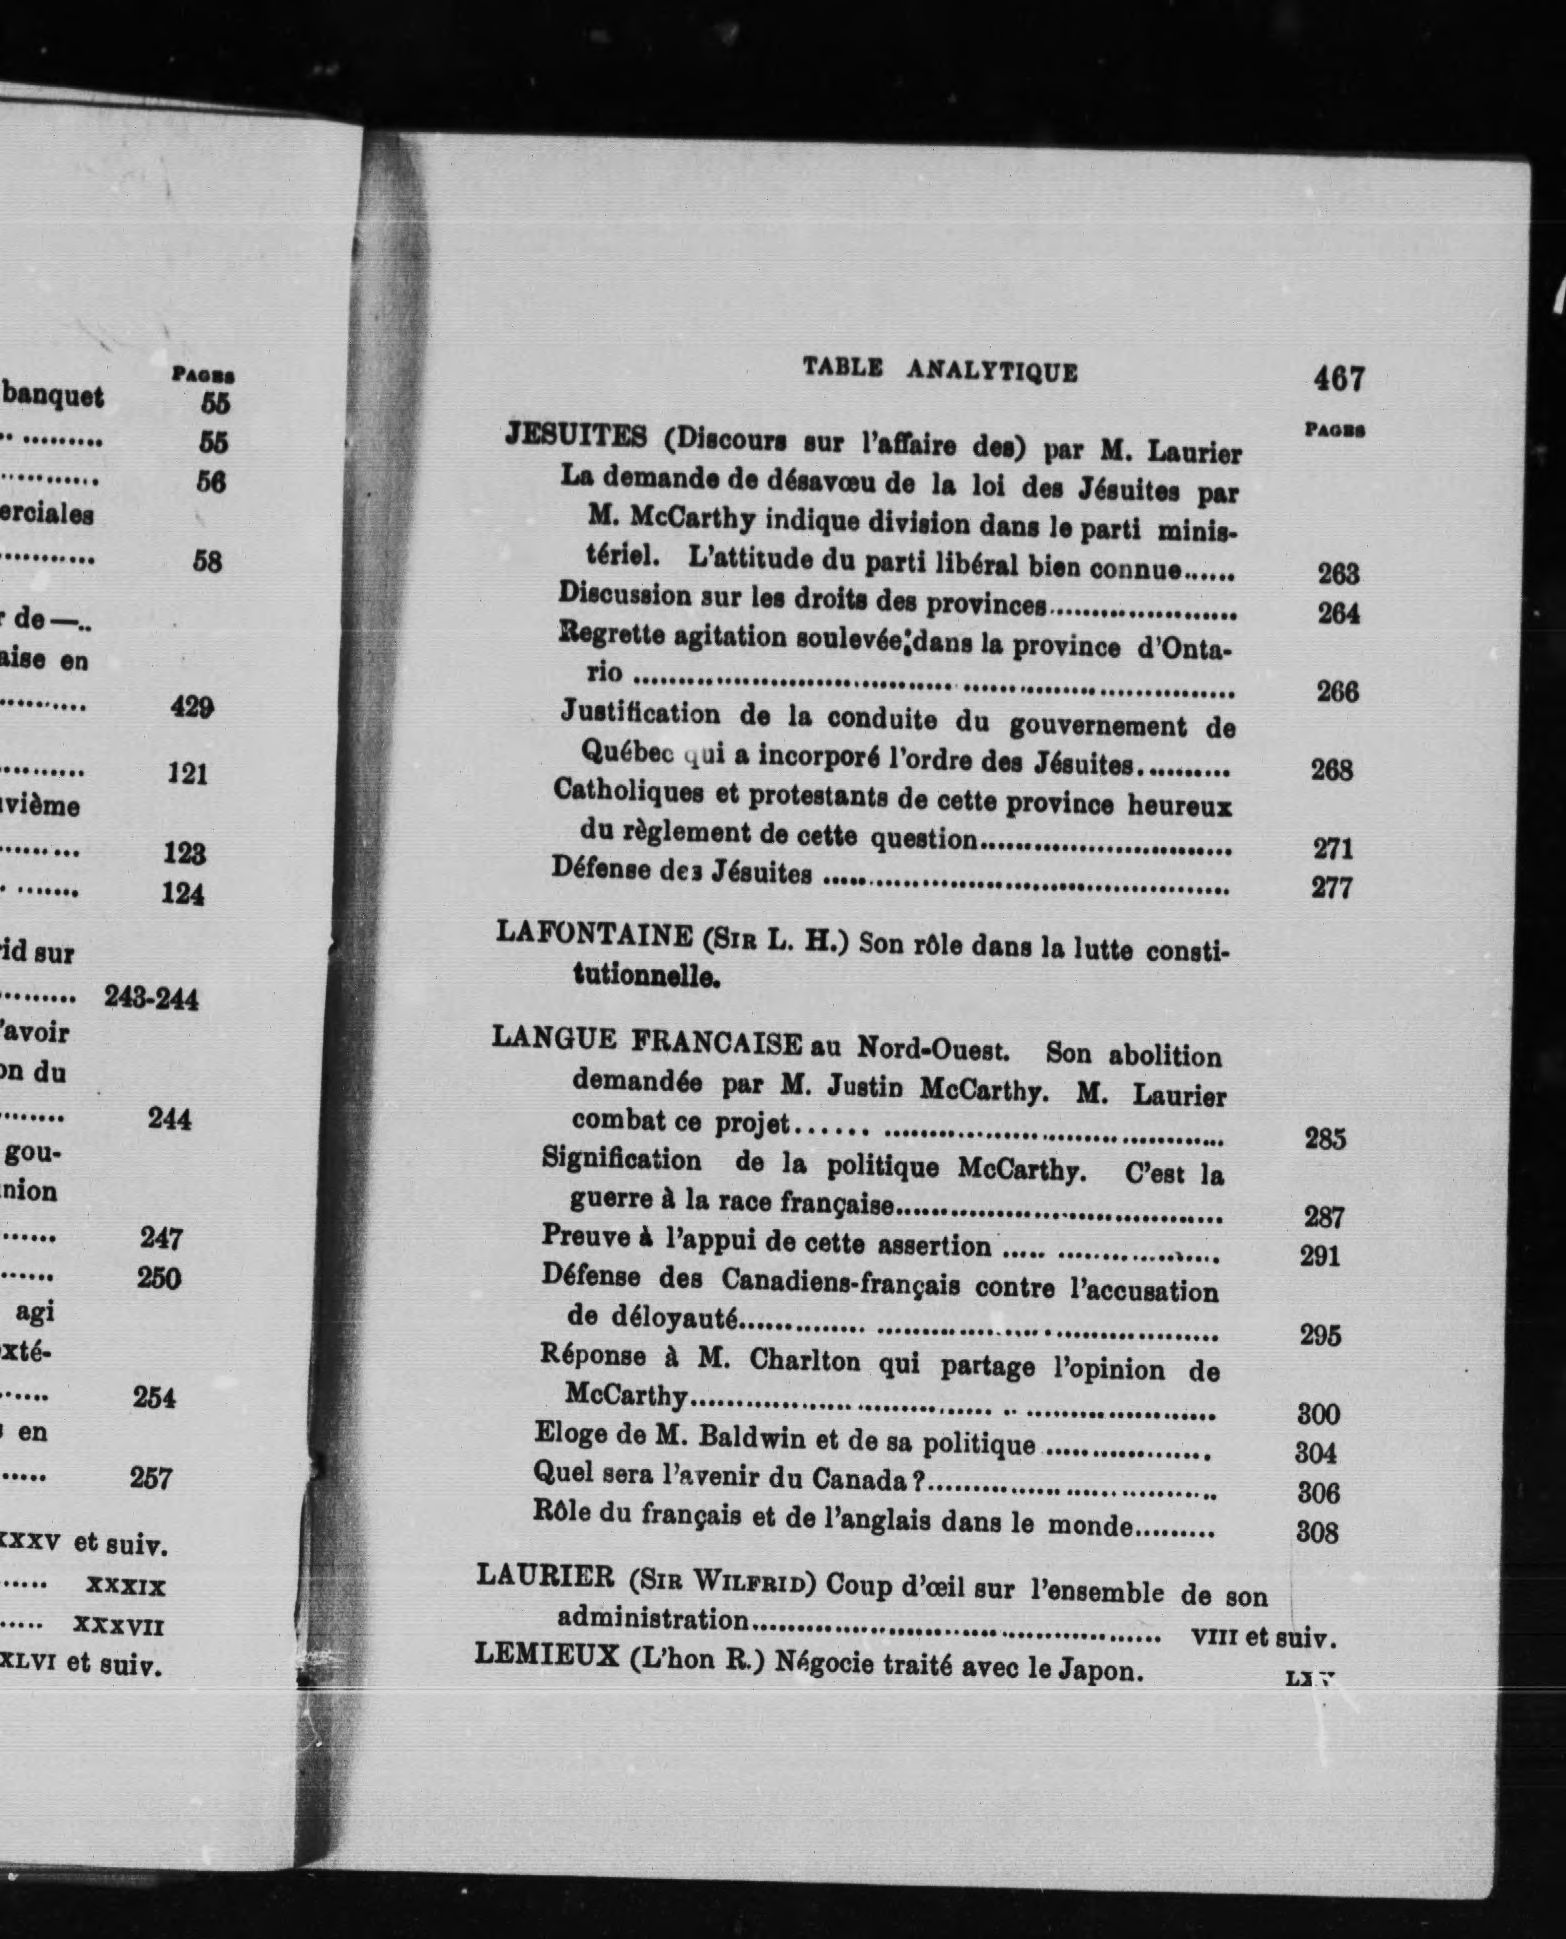 PAGES
banquet 55
.. ......... 55
............ 56
erciales
............ 58
de —..
aise en
.......... 429
.......... 121
vième
.......... 123
. ....... 124
id sur
......... 243-244
'avoir
on du
........ 244
gou-
nion
...... 247
...... 250
agi
xté-
...... 254
en
..... 257
XXXV et suiv.
...... XXXIX
..... XXXVII
XLVI et suiv.
TABLE ANALYTIQUE 467
PAGES
JESUITES (Discours sur l'affaire des) par M. Laurier
La demande de désavœu de la loi des Jésuites par
M. McCarthy indique division dans le parti minis-
tériel. L'attitude du parti libéral bien connue...... 263
Discussion sur les droits des provinces...................... 264
Regrette agitation soulevée dans la province d'Onta-
rio .................................... ................................ 266
Justification de la conduite du gouvernement de
Québec qui a incorporé l'ordre des Jésuites........... 268
Catholiques et protestants de cette province heureux
du règlement de cette question............................. 271
Défense des Jésuites ............................................... 277
LAFONTAINE (SIR L. H.) Son rôle dans la lutte consti-
tutionnelle.
LANGUE FRANCAISE au Nord-Ouest. Son abolition
demandée par M. Justin McCarthy. M. Laurier
combat ce projet...... ....................................... 285
Signification de la politique McCarthy. C'est la
guerre à la race française...................................... 287
Preuve à l'appui de cette assertion ..... .................. 291
Défense des Canadiens-français contre l'accusation
de déloyauté.............. ....................................... 295
Réponse à M. Charlton qui partage l'opinion de
McCarthy.................. ............... .. ...................... 300
Eloge de M. Baldwin et de sa politique ................... 304
Quel sera l'avenir du Canada ?................................. 306
Rôle du français et de l'anglais dans le monde......... 308
LAURIER (SIR WILFRID) Coup d'œil sur l'ensemble de son
administration............................................... VIII et suiv.
LEMIEUX (L'hon R.) Négocie traité avec le Japon.